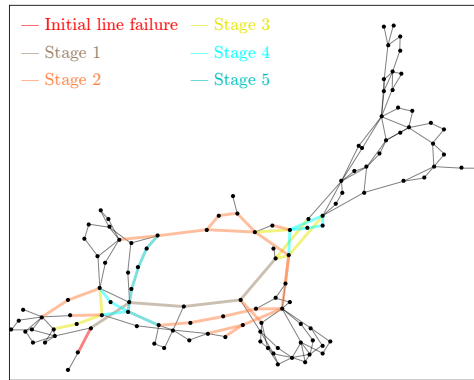 — Initial line failure
— Stage 1
— Stage 2
— Stage 3
— Stage 4
— Stage 5